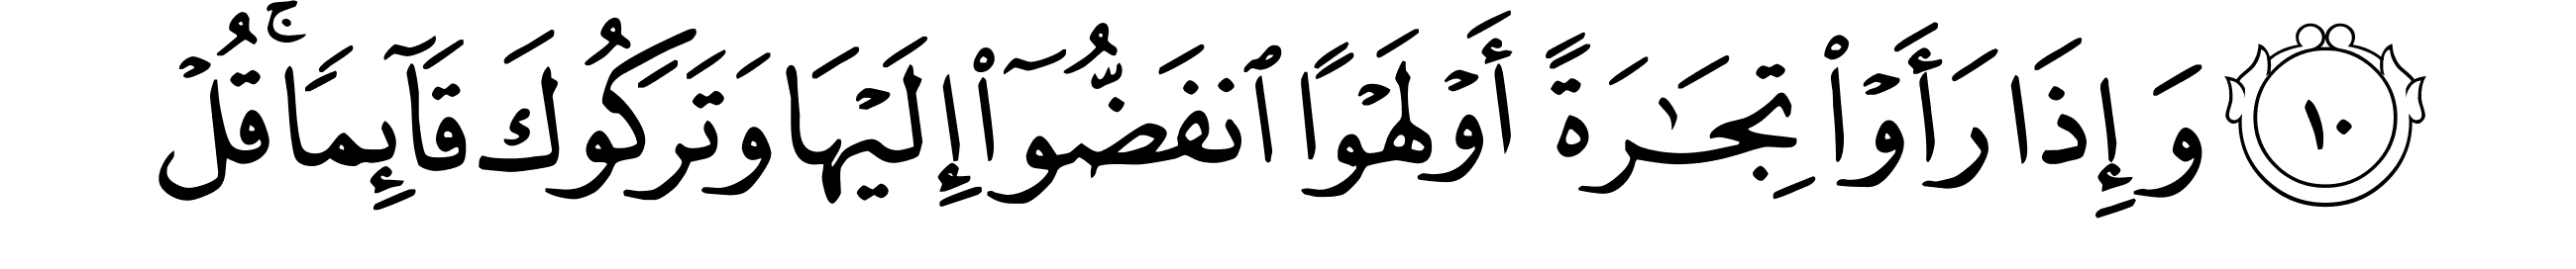 ١٠ وَإِذَا رَأَوْا۟ تِجَـٰرَةً أَوْ لَهْوًا ٱنفَضُّوٓا۟ إِلَيْهَا وَتَرَكُوكَ قَآئِمًا ۚ قُلْ